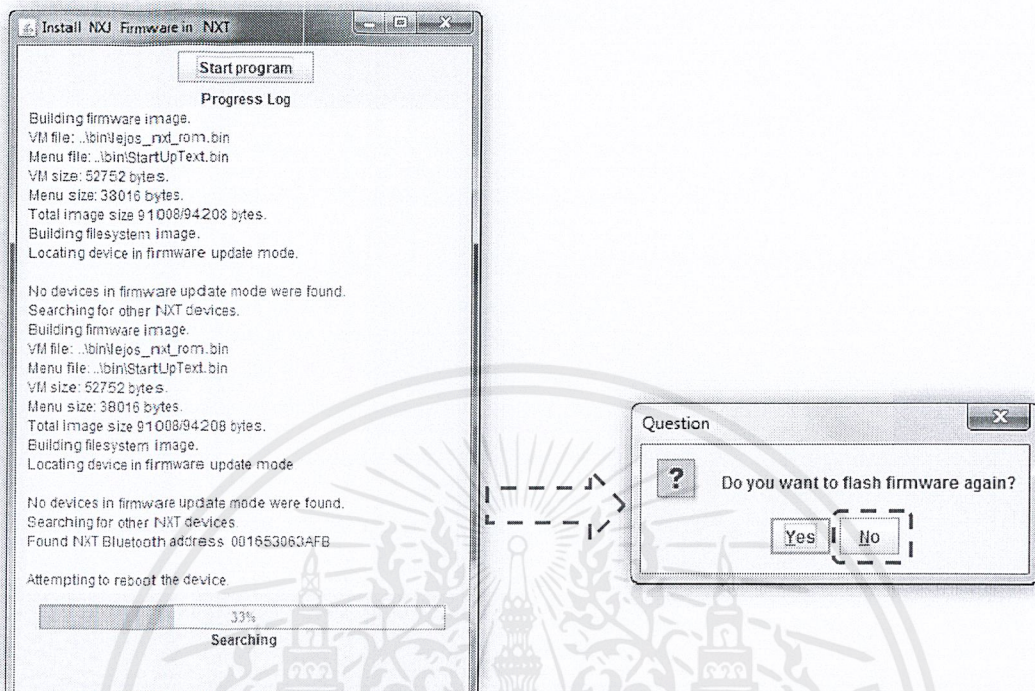 Install NXJ Firmware in NXT
Start program
Progress Log
Building firmware image.
VM file: ..\bin\lejos_nxt_rom.bin
Menu file: ..\bin\StartUpText.bin
VM size: 52752 bytes.
Menu size: 38016 bytes.
Total image size 91008/94208 bytes.
Building filesystem image.
Locating device in firmware update mode.
No devices in firmware update mode were found.
Searching for other NXT devices.
Building firmware image.
VM file: ..\bin\lejos_nxt_rom.bin
Menu file: ..\bin\StartUpText.bin
VM size: 52752 bytes.
Menu size: 38016 bytes.
Total image size 91008/94208 bytes.
Building filesystem image.
Locating device in firmware update mode
No devices in firmware update mode were found.
Searching for other NXT devices
Found NXT Bluetooth address 001653063AFB
Attempting to reboot the device.
33%
Searching
Question
Do you want to flash firmware again?
Yes No